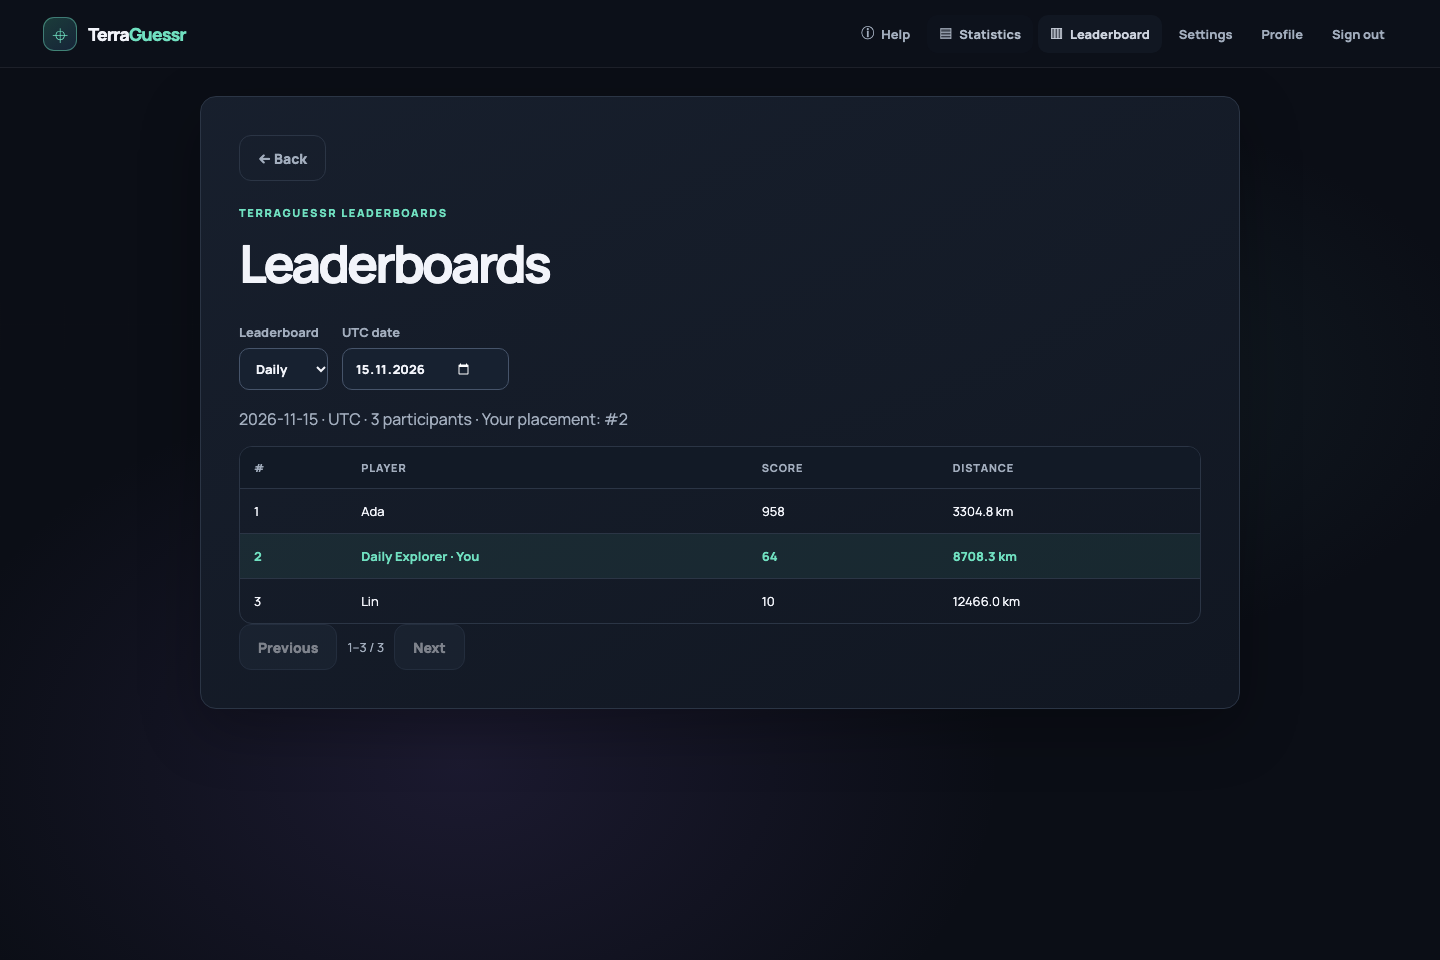 TerraGuessr
Help Statistics Leaderboard Settings Profile Sign out
← Back
TERRAGUESSR LEADERBOARDS
Leaderboards
Leaderboard UTC date
Daily 15.11.2026
2026-11-15 · UTC · 3 participants · Your placement: #2
# PLAYER SCORE DISTANCE
1 Ada 958 3304.8 km
2 Daily Explorer · You 64 8708.3 km
3 Lin 10 12466.0 km
Previous 1–3 / 3 Next